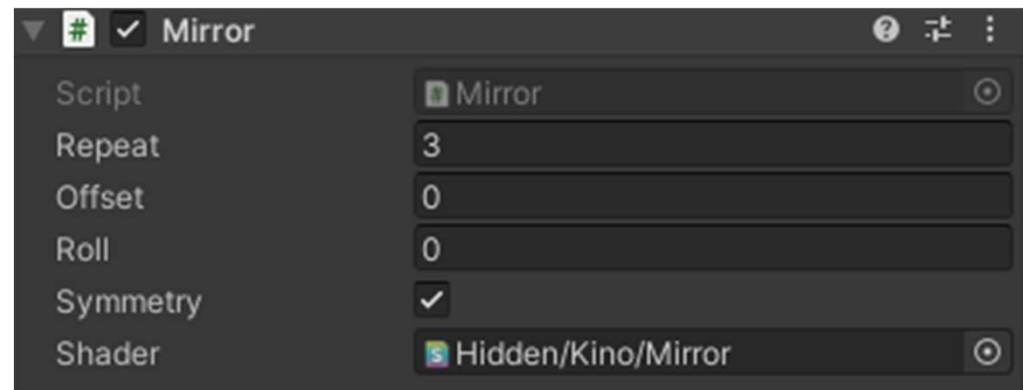 Mirror
Script Mirror
Repeat 3
Offset 0
Roll 0
Symmetry
Shader Hidden/Kino/Mirror